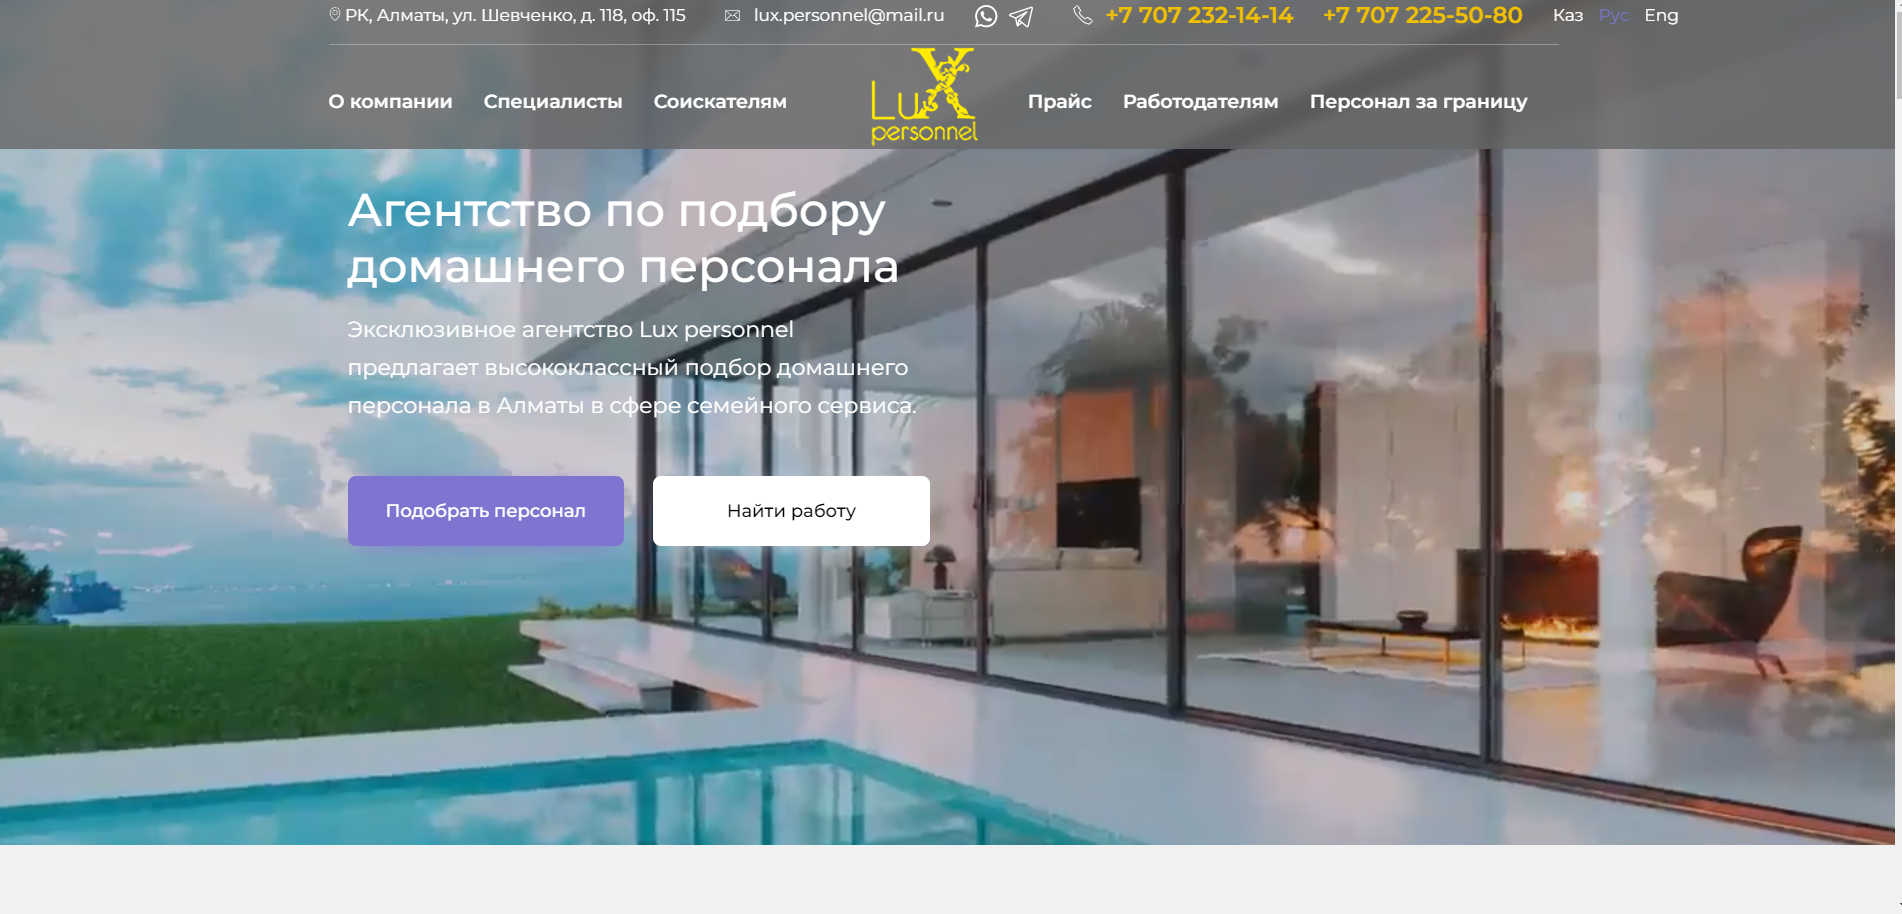 РК, Алматы, ул. Шевченко, д. 118, оф. 115 lux.personnel@mail.ru +7 707 232-14-14 +7 707 225-50-80 Каз Рус Eng
О компании Специалисты Соискателям Lux personnel Прайс Работодателям Персонал за границу
Агентство по подбору
домашнего персонала
Эксклюзивное агентство Lux personnel
предлагает высококлассный подбор домашнего
персонала в Алматы в сфере семейного сервиса.
Подобрать персонал Найти работу